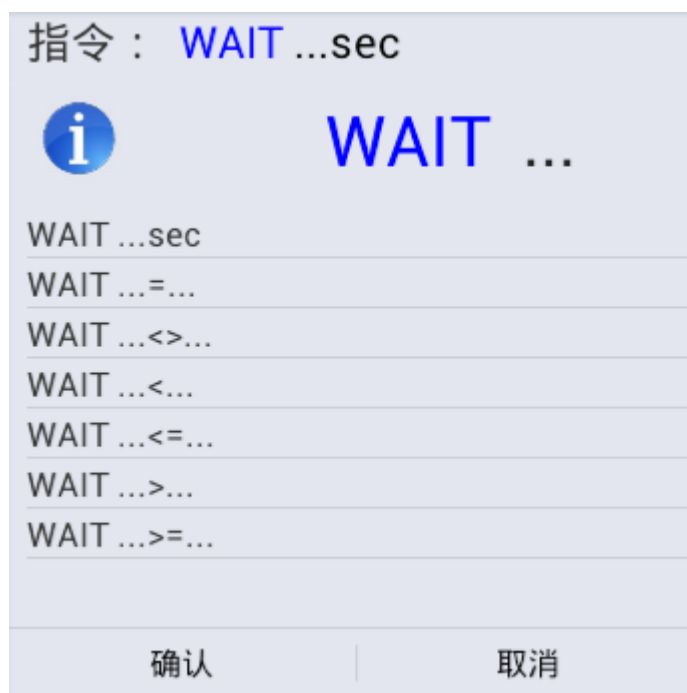 指令： WAIT ...sec
WAIT ...
WAIT ...sec
WAIT ...=...
WAIT ...<>...
WAIT ...<...
WAIT ...<=...
WAIT ...>...
WAIT ...>=...
确认 取消